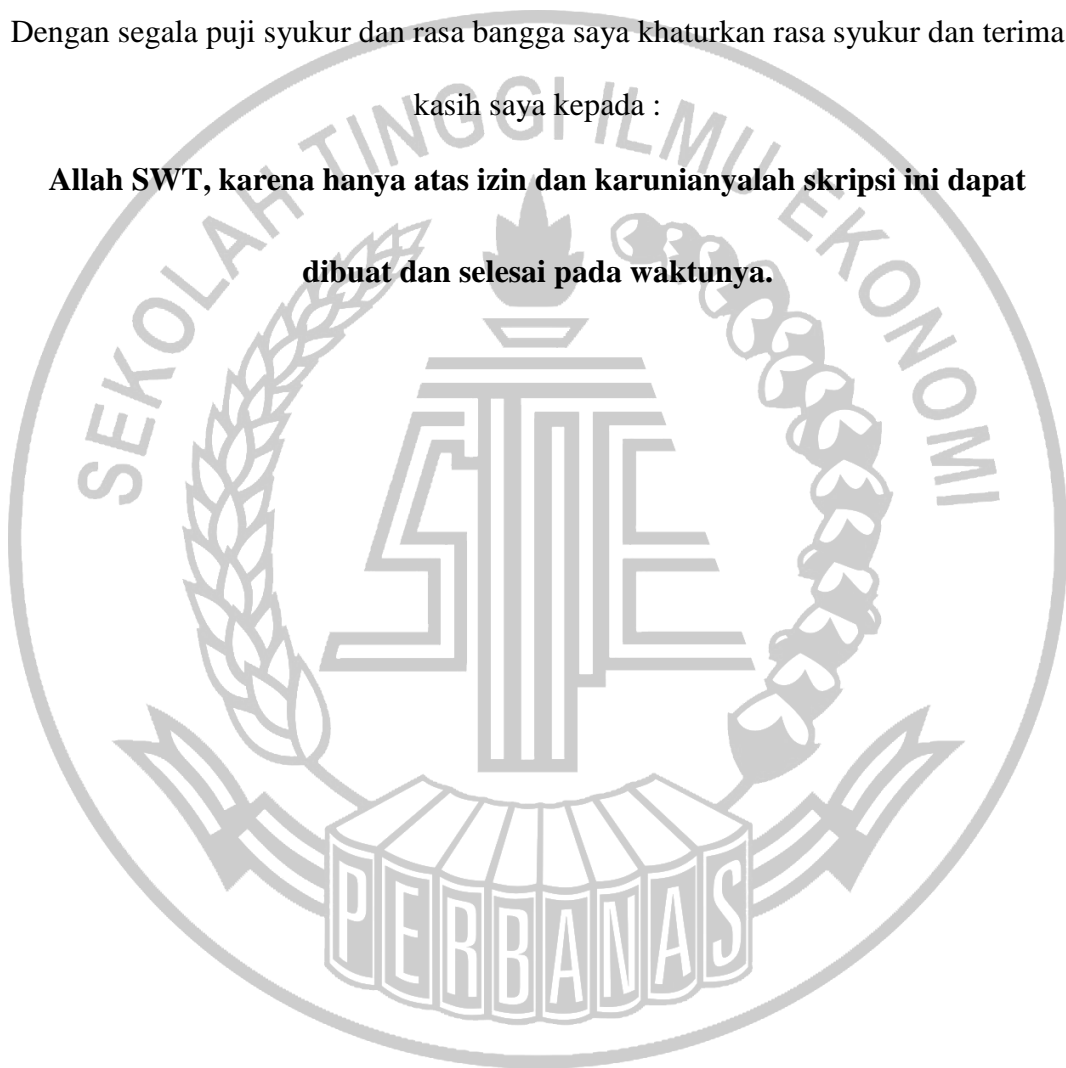 Dengan segala puji syukur dan rasa bangga saya khaturkan rasa syukur dan terima
kasih saya kepada :
Allah SWT, karena hanya atas izin dan karunianyalah skripsi ini dapat
dibuat dan selesai pada waktunya.
SEKOLAH TINGGI ILMU EKONOMI
STIE
PERBANAS